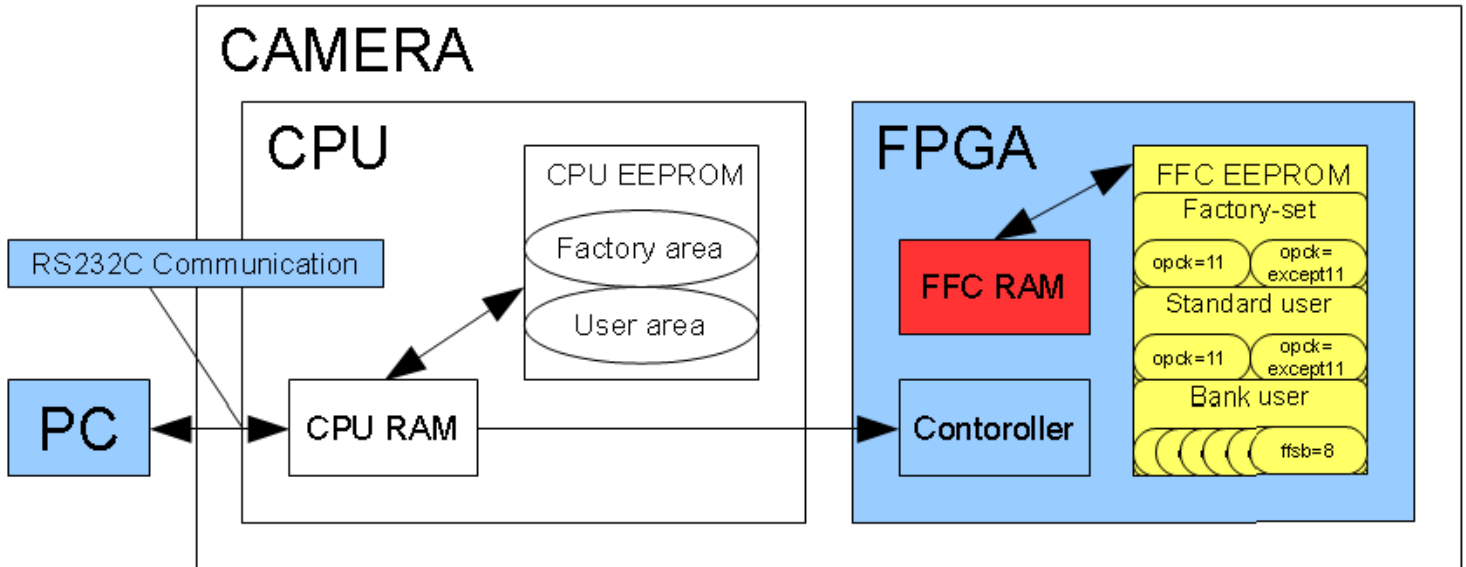 CAMERA
CPU
CPU EEPROM
Factory area
User area
RS232C Communication
PC
CPU RAM
FPGA
FFC RAM
Contoroller
FFC EEPROM
Factory-set
opck=11
opck=
except11
Standard user
opck=11
opck=
except11
Bank user
ffsb=8